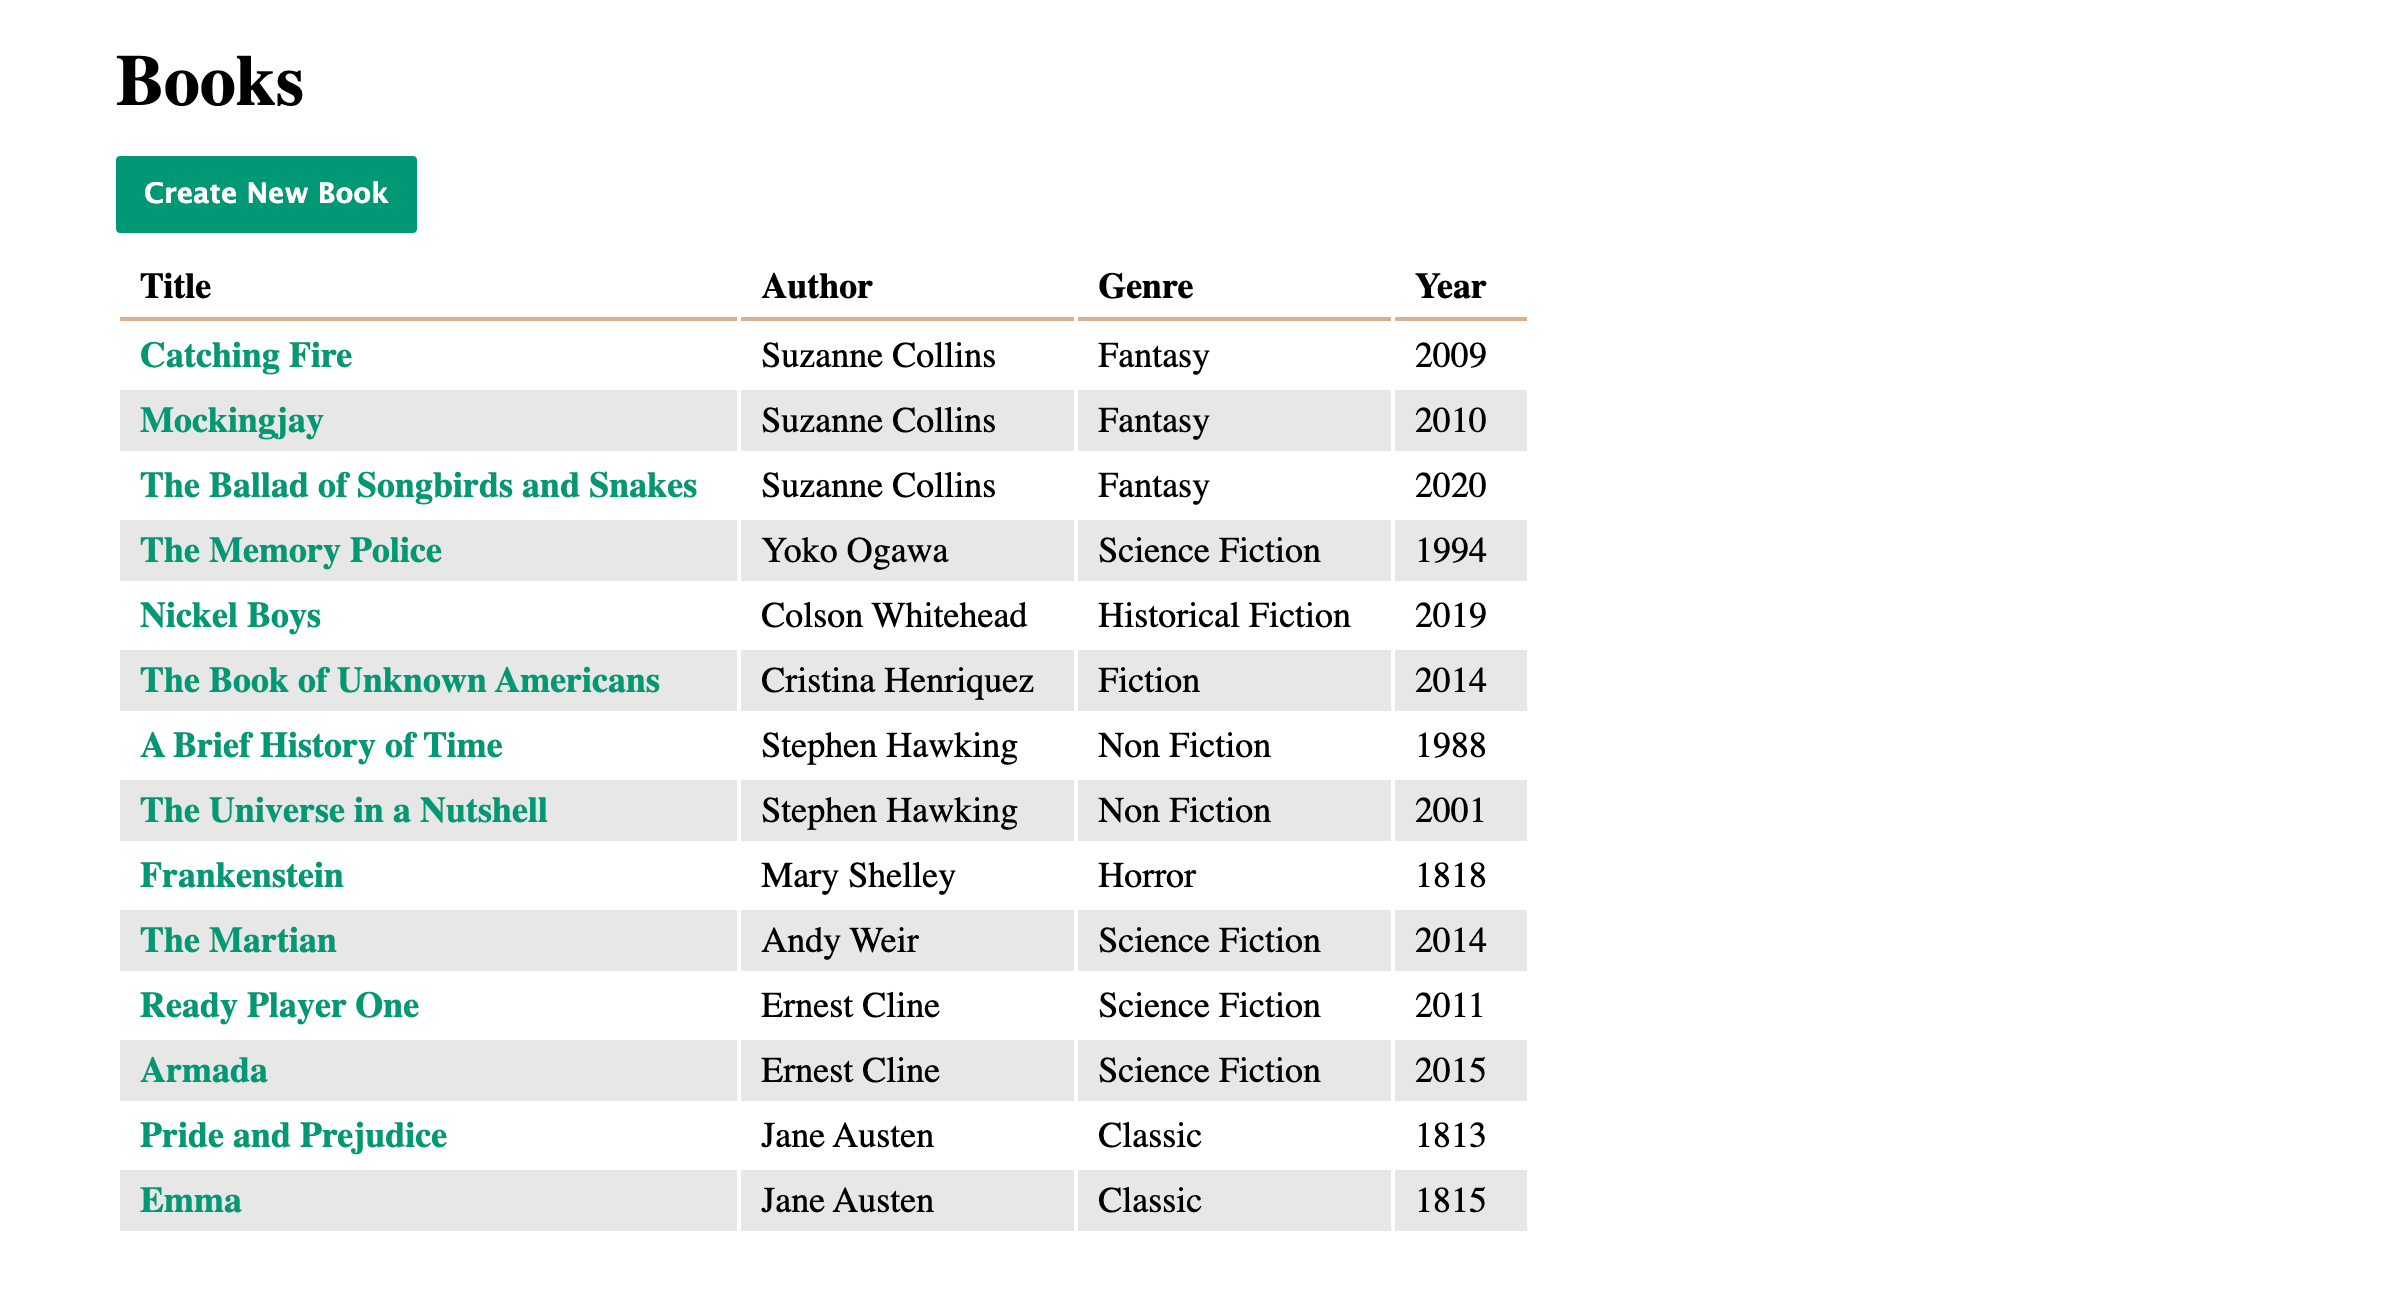 Books
Create New Book
Title Author Genre Year
Catching Fire Suzanne Collins Fantasy 2009
Mockingjay Suzanne Collins Fantasy 2010
The Ballad of Songbirds and Snakes Suzanne Collins Fantasy 2020
The Memory Police Yoko Ogawa Science Fiction 1994
Nickel Boys Colson Whitehead Historical Fiction 2019
The Book of Unknown Americans Cristina Henriquez Fiction 2014
A Brief History of Time Stephen Hawking Non Fiction 1988
The Universe in a Nutshell Stephen Hawking Non Fiction 2001
Frankenstein Mary Shelley Horror 1818
The Martian Andy Weir Science Fiction 2014
Ready Player One Ernest Cline Science Fiction 2011
Armada Ernest Cline Science Fiction 2015
Pride and Prejudice Jane Austen Classic 1813
Emma Jane Austen Classic 1815